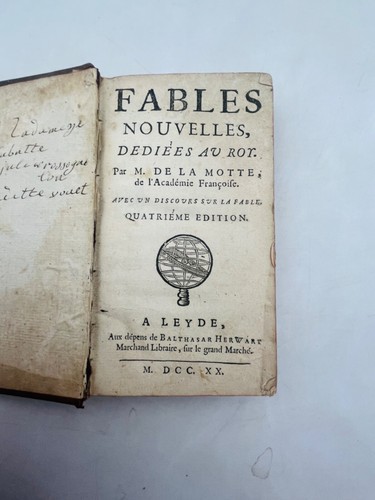 FABLES
NOUVELLES,
DEDIÉES AU ROY.
Par M. DE LA MOTTE,
de l'Académie Françoise.
AVEC UN DISCOURS SUR LA FABLE.
QUATRIÉME EDITION.
A LEYDE,
Aux dépens de BALTHASAR HERWART
Marchand Libraire, sur le grand Marché.
M. DCC. XX.